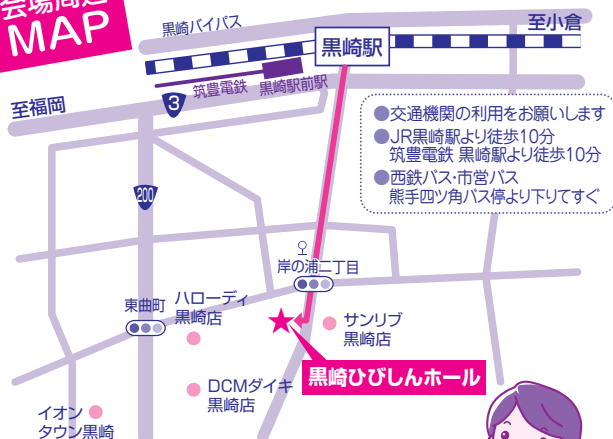 会場周辺
MAP
黒崎バイパス
至小倉
黒崎駅
筑豊電鉄
黒崎駅前駅
至福岡
3
●交通機関の利用をお願いします
●JR黒崎駅より徒歩10分
筑豊電鉄 黒崎駅より徒歩10分
●西鉄バス・市営バス
熊手四ツ角バス停より下りてすぐ
200
岸の浦二丁目
東曲町
ハローデイ
黒崎店
サンリブ
黒崎店
黒崎ひびしんホール
DCMダイキ
黒崎店
イオン
タウン黒崎